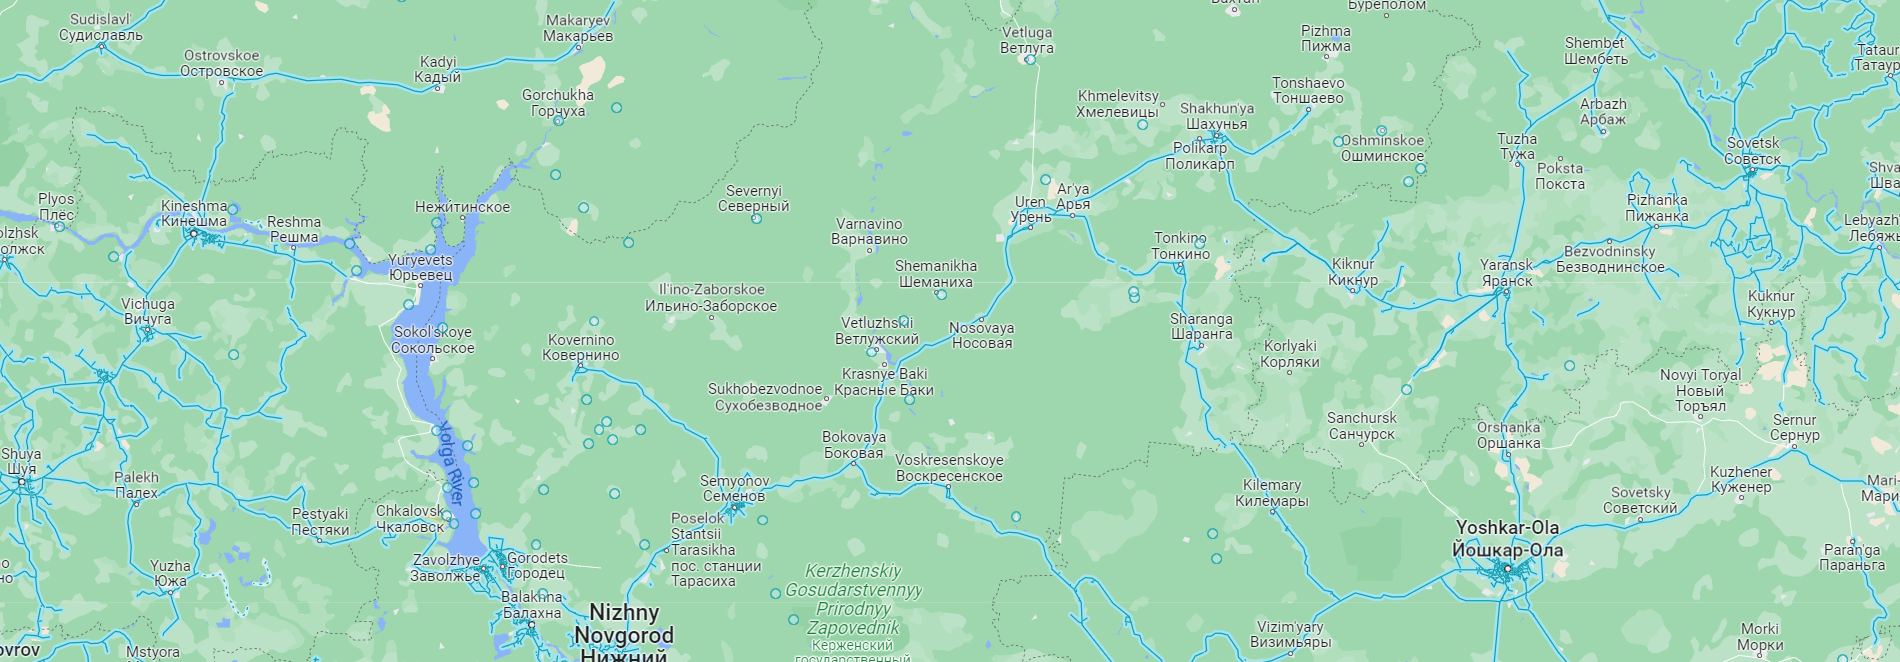 Sudislavl'
Судиславль
Makaryev
Макарьев
Vetluga
Ветлуга
Буреполом
Pizhma
Пижма
Shembet'
Шембеть
Ostrovskoe
Островское
Kadyi
Кадый
Gorchukha
Горчуха
Khmelevitsy
Хмелевицы
Shakhun'ya
Шахунья
Tonshaevo
Тоншаево
Arbazh
Арбаж
Polikarp
Поликарп
Oshminskoe
Ошминское
Tuzha
Тужа
Poksta
Покста
Sovetsk
Советск
Plyos
Плёс
Kineshma
Кинешма
Reshma
Решма
Нежитинское
Severnyi
Северный
Varnavino
Варнавино
Uren
Урень
Ar'ya
Арья
Pizhanka
Пижанка
Yuryevets
Юрьевец
Shemanikha
Шеманиха
Tonkino
Тонкино
Kiknur
Кикнур
Yaransk
Яранск
Bezvodninsky
Безводнинское
Vichuga
Вичуга
Il'ino-Zaborskoe
Ильино-Заборское
Kuknur
Кукнур
Sokol'skoye
Сокольское
Kovernino
Ковернино
Vetluzhskii
Ветлужский
Nosovaya
Носовая
Sharanga
Шаранга
Korlyaki
Корляки
Sukhobezvodnoe
Сухобезводное
Krasnye Baki
Красные Баки
Novyi Toryal
Новый
Торъял
Sanchursk
Санчурск
Orshanka
Оршанка
Sernur
Сернур
Shuya
Шуя
Palekh
Палех
Volga River
Bokovaya
Боковая
Voskresenskoye
Воскресенское
Semyonov
Семенов
Kilemary
Килемары
Kuzhener
Куженер
Sovetsky
Советский
Pestyaki
Пестяки
Chkalovsk
Чкаловск
Poselok
Stantsii
Tarasikha
пос. станции
Тарасиха
Yoshkar-Ola
Йошкар-Ола
Paran'ga
Параньга
Yuzha
Южа
Zavolzhye
Заволжье
Gorodets
Городец
Balakhna
Балахна
Nizhny
Novgorod
Нижний
Kerzhenskiy
Gosudarstvennyy
Prirodnyy
Zapovednik
Керженский
государственный
Vizim'yary
Визимьяры
Morki
Морки
Mstyora